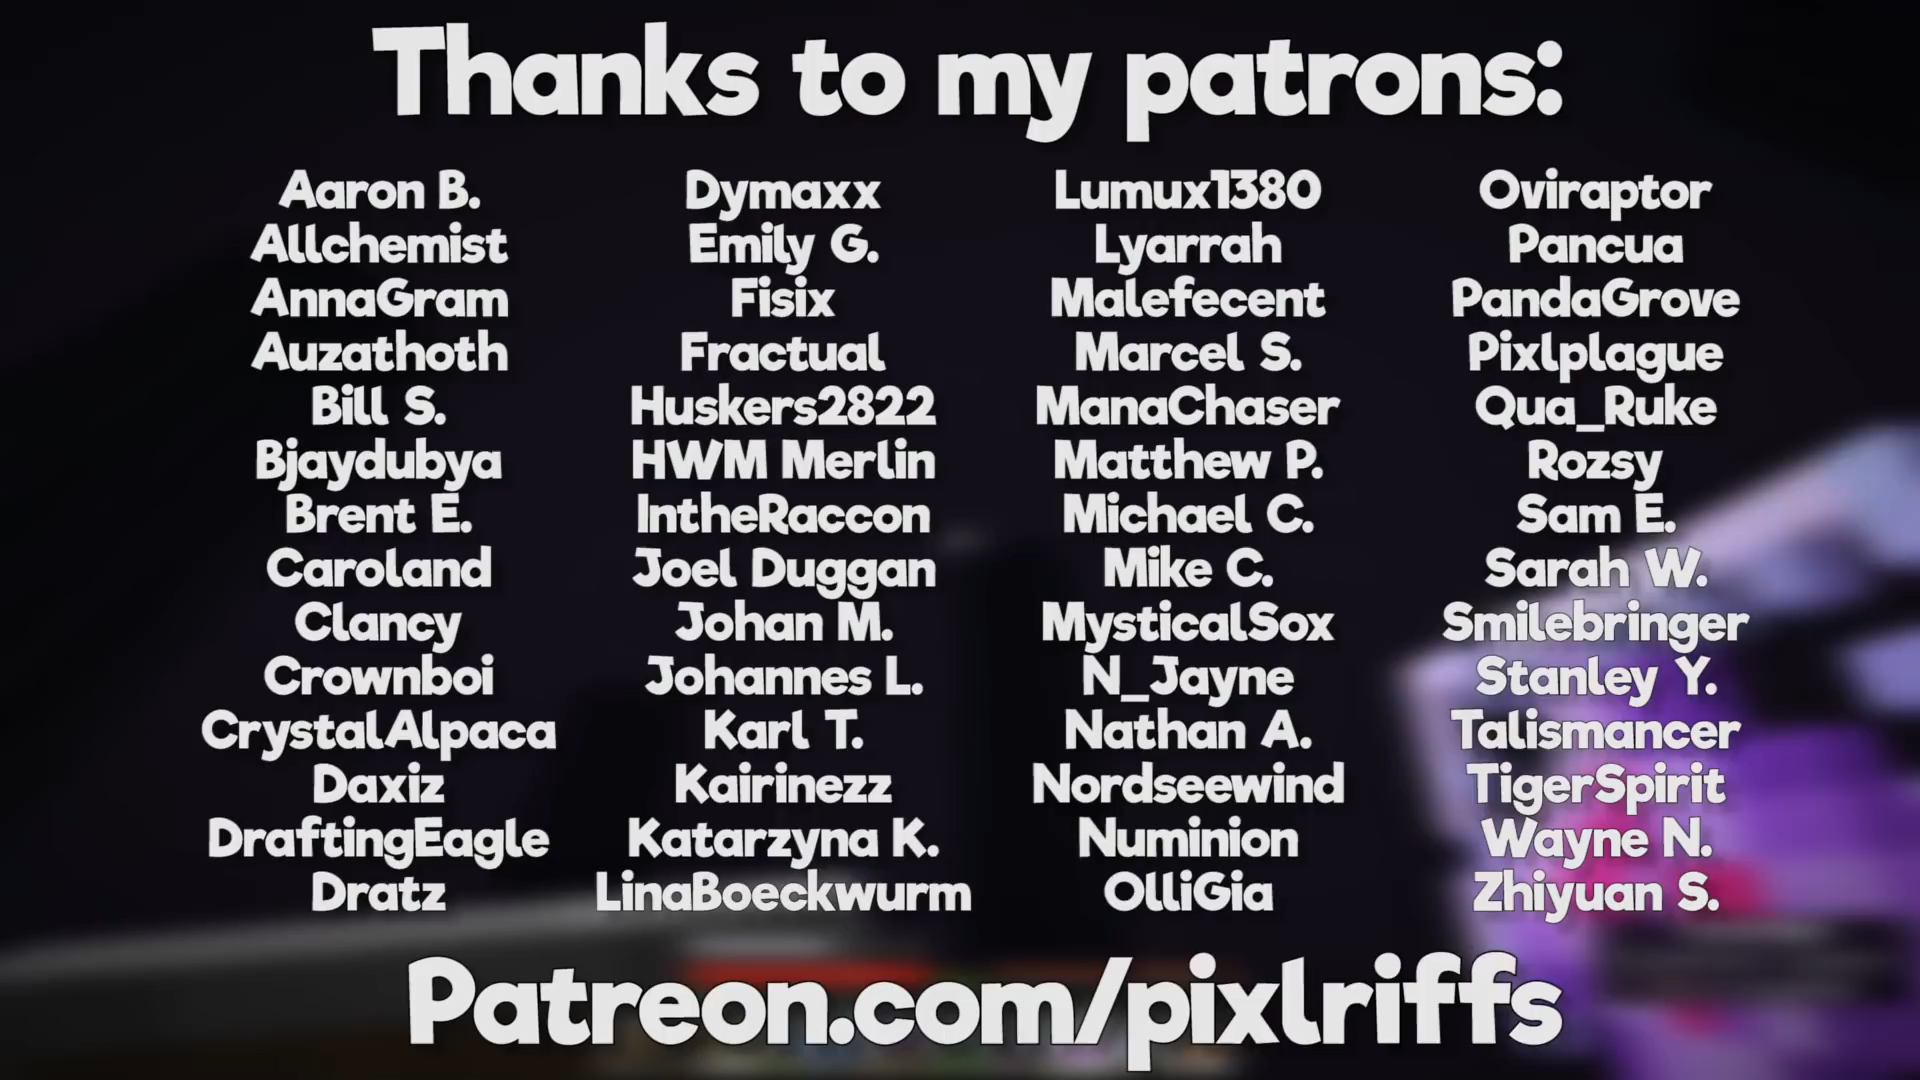 Thanks to my patrons:
Aaron B.
Allchemist
AnnaGram
Auzathoth
Bill S.
Bjaydubya
Brent E.
Caroland
Clancy
Crownboi
CrystalAlpaca
Daxiz
DraftingEagle
Dratz
Dymaxx
Emily G.
Fisix
Fractual
Huskers2822
HWM Merlin
IntheRaccon
Joel Duggan
Johan M.
Johannes L.
Karl T.
Kairinezz
Katarzyna K.
LinaBoeckwurm
Lumux1380
Lyarrah
Malefecent
Marcel S.
ManaChaser
Matthew P.
Michael C.
Mike C.
MysticalSox
N_Jayne
Nathan A.
Nordseewind
Numinion
OlliGia
Oviraptor
Pancua
PandaGrove
Pixlplague
Qua_Ruke
Rozsy
Sam E.
Sarah W.
Smilebringer
Stanley Y.
Talismancer
TigerSpirit
Wayne N.
Zhiyuan S.
Patreon.com/pixlriffs